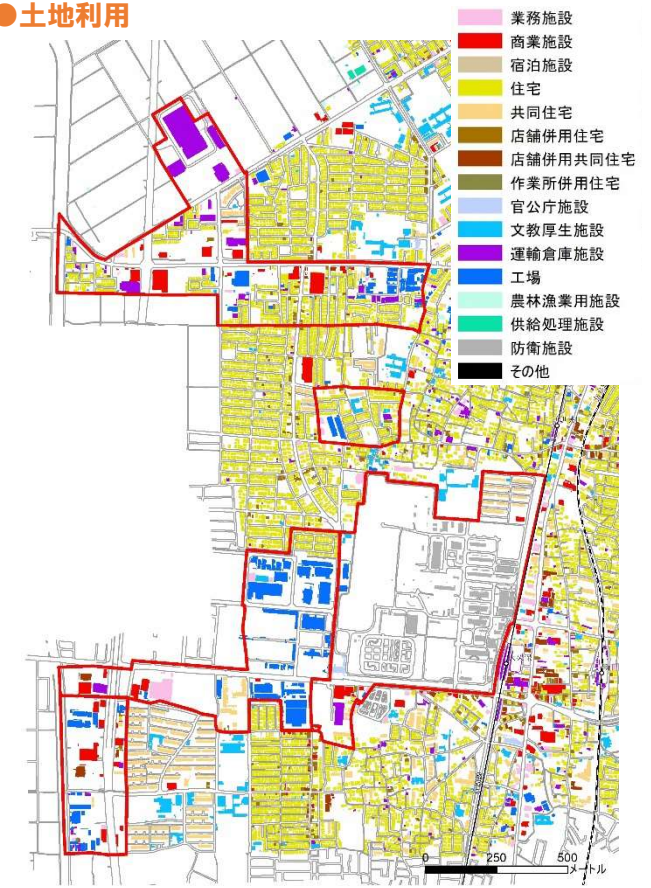 ●土地利用
業務施設
商業施設
宿泊施設
住宅
共同住宅
店舗併用住宅
店舗併用共同住宅
作業所併用住宅
官公庁施設
文教厚生施設
運輸倉庫施設
工場
農林漁業用施設
供給処理施設
防衛施設
その他
0 250 500
メートル